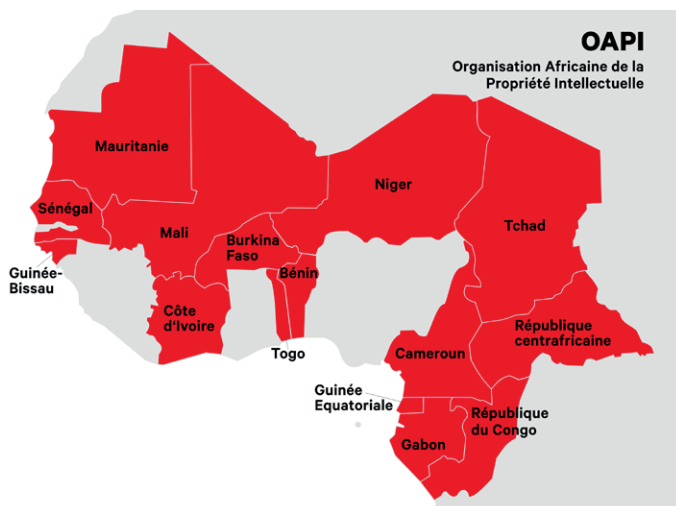 OAPI
Organisation Africaine de la
Propriété Intellectuelle
Mauritanie
Niger
Sénégal
Mali
Tchad
Burkina
Faso
Guinée-
Bissau
Bénin
Côte
d'Ivoire
République
centrafricaine
Togo
Cameroun
Guinée
Equatoriale
République
du Congo
Gabon